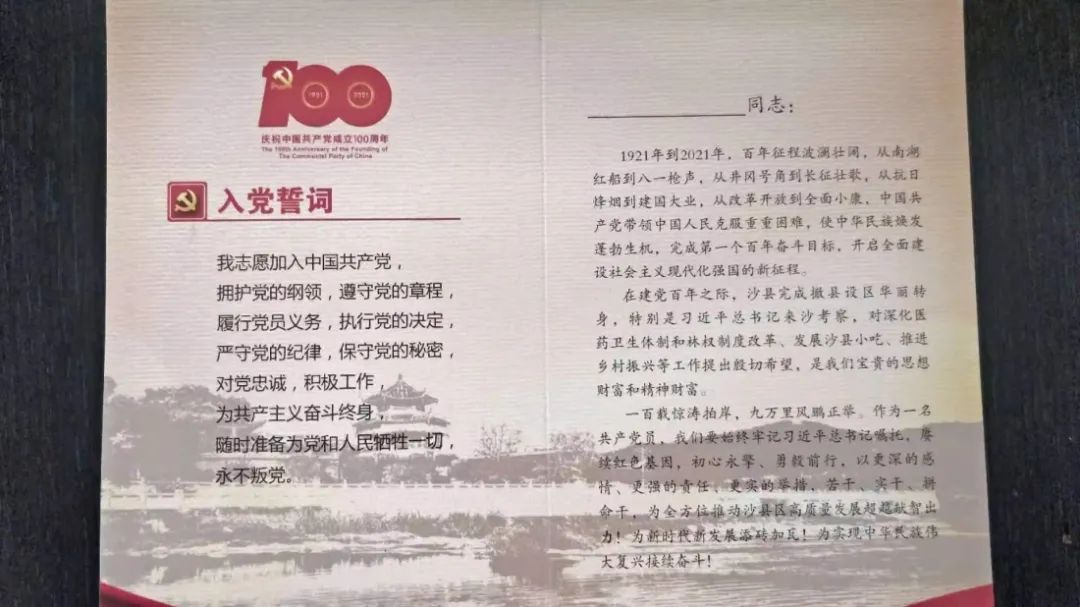 100
1921 2021
庆祝中国共产党成立100周年
The 100th Anniversary of the Founding of
The Communist Party of China
入党誓词
我志愿加入中国共产党，
拥护党的纲领，遵守党的章程，
履行党员义务，执行党的决定，
严守党的纪律，保守党的秘密，
对党忠诚，积极工作，
为共产主义奋斗终身，
随时准备为党和人民牺牲一切，
永不叛党。
同志：
1921年到2021年，百年征程波澜壮阔，从南湖
红船到八一枪声，从井冈号角到长征壮歌，从抗日
烽烟到建国大业，从改革开放到全面小康，中国共
产党带领中国人民克服重重困难，使中华民族焕发
蓬勃生机，完成第一个百年奋斗目标，开启全面建
设社会主义现代化强国的新征程。
在建党百年之际，沙县完成撤县设区华丽转
身，特别是习近平总书记来沙考察，对深化医
药卫生体制和林权制度改革、发展沙县小吃、推进
乡村振兴等工作提出殷切希望，是我们宝贵的思想
财富和精神财富。
一百载惊涛拍岸，九万里风鹏正举。作为一名
共产党员，我们要始终牢记习近平总书记嘱托，赓
续红色基因，初心永擎、勇毅前行，以更深的感
情、更强的责任、更实的举措，苦干、实干、拼
命干，为全方位推动沙县区高质量发展超越献智出
力！为新时代新发展添砖加瓦！为实现中华民族伟
大复兴接续奋斗！